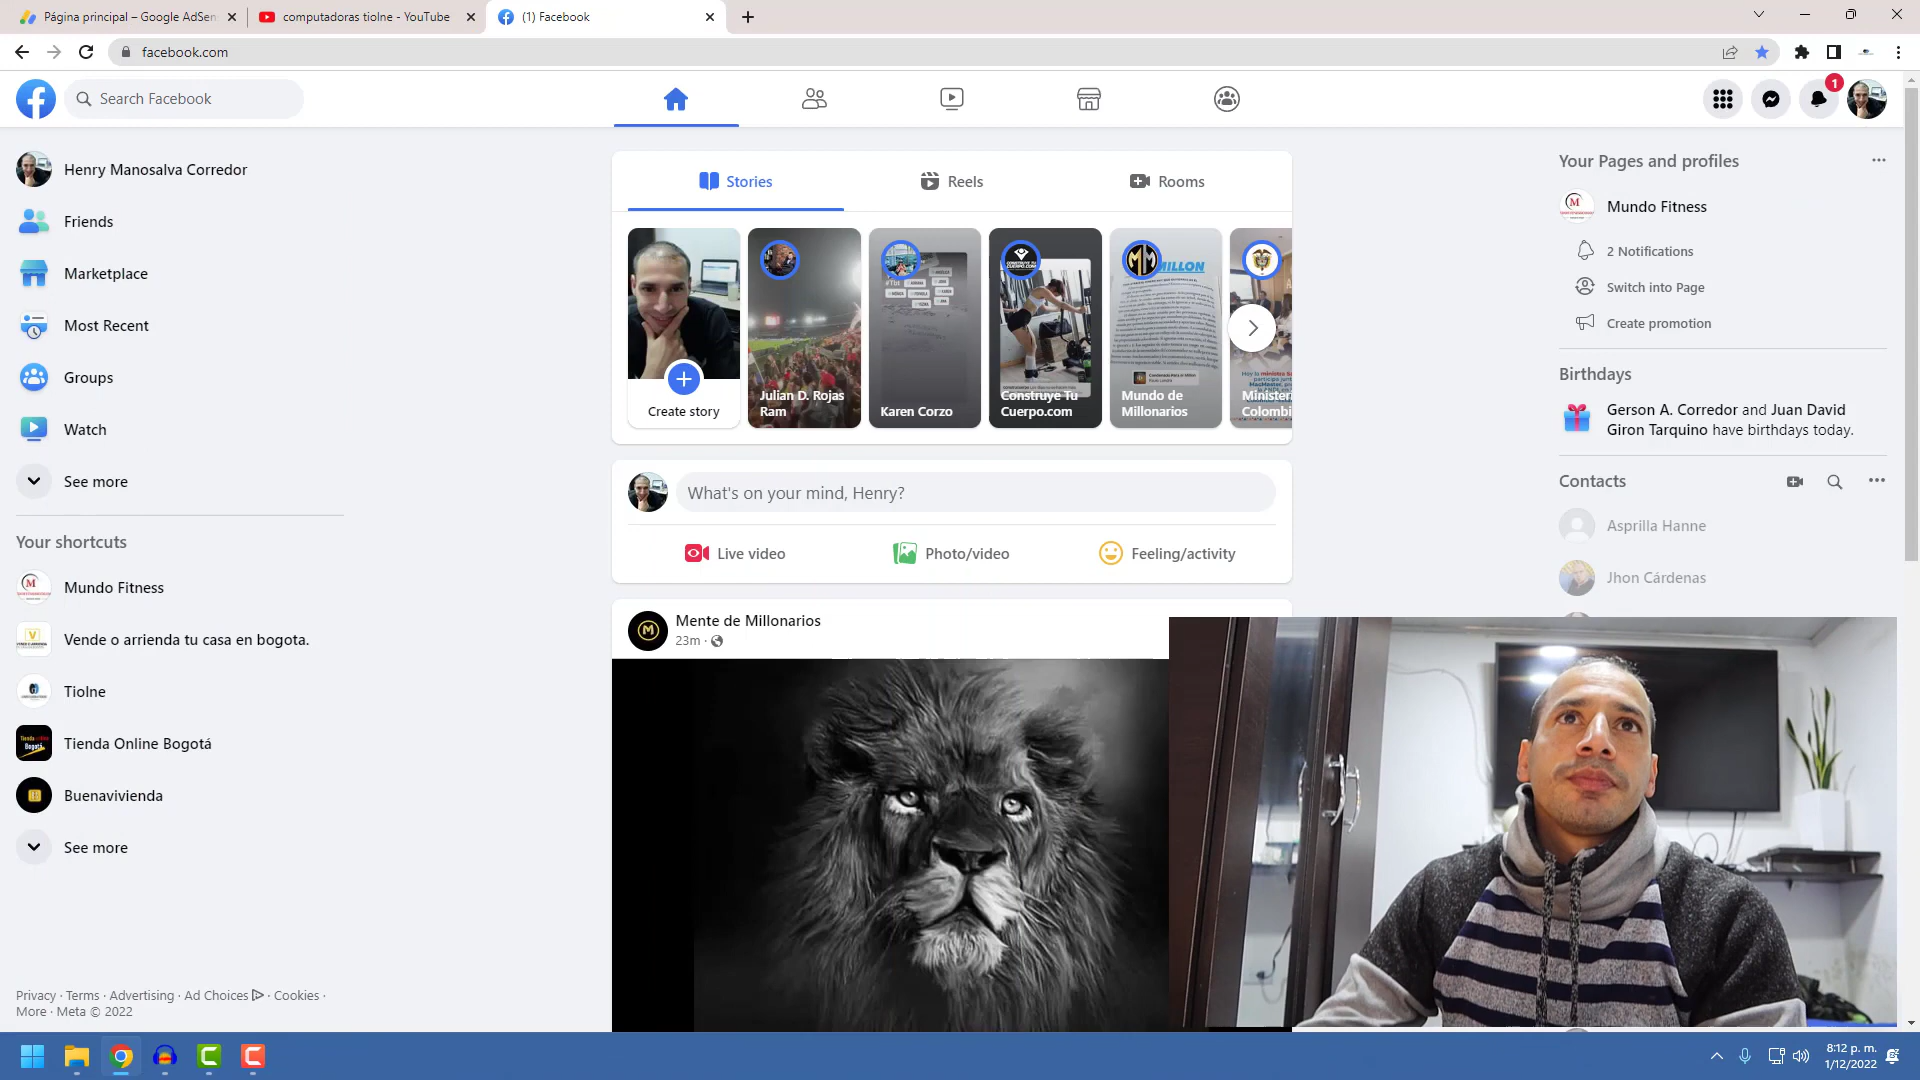 Página principal – Google AdSen
computadoras tiolne - YouTube
(1) Facebook
facebook.com
Search Facebook
1
Henry Manosalva Corredor
Friends
Marketplace
Most Recent
Groups
Watch
See more
Your shortcuts
Mundo Fitness
Vende o arrienda tu casa en bogota.
Tiolne
Tienda Online Bogotá
Buenavivienda
See more
Privacy · Terms · Advertising · Ad Choices · Cookies ·
More · Meta © 2022
Stories
Reels
Rooms
Create story
Julian D. Rojas
Ram
Karen Corzo
Construye Tu
Cuerpo.com
MILLON
Mundo de
Millonarios
Minister
Colombi
What's on your mind, Henry?
Live video
Photo/video
Feeling/activity
Mente de Millonarios
23m ·
Your Pages and profiles
Mundo Fitness
2 Notifications
Switch into Page
Create promotion
Birthdays
Gerson A. Corredor and Juan David
Giron Tarquino have birthdays today.
Contacts
Asprilla Hanne
Jhon Cárdenas
8:12 p. m.
1/12/2022